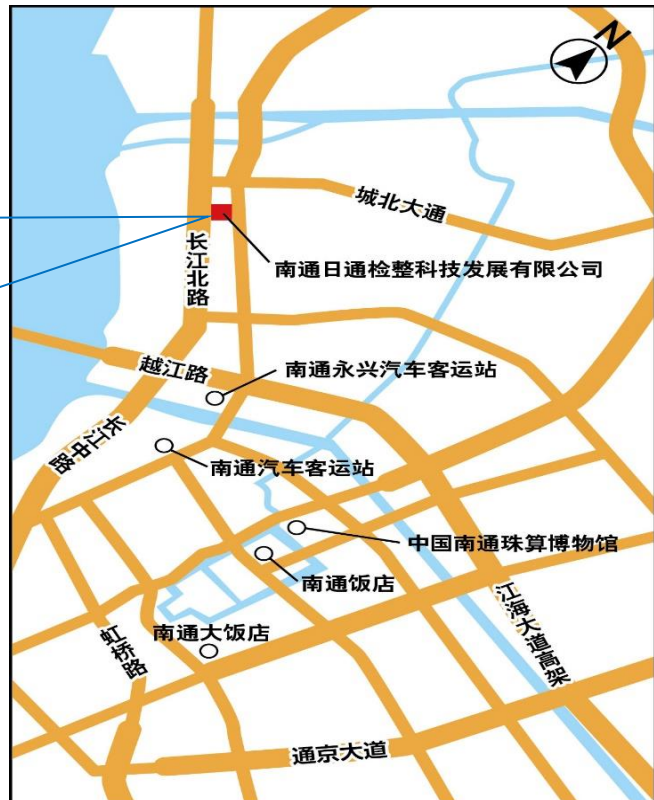 N
城北大通
长江北路
南通日通检整科技发展有限公司
越江路
南通永兴汽车客运站
长江中路
南通汽车客运站
中国南通珠算博物馆
南通饭店
江海大道高架
南通大饭店
虹桥路
通京大道